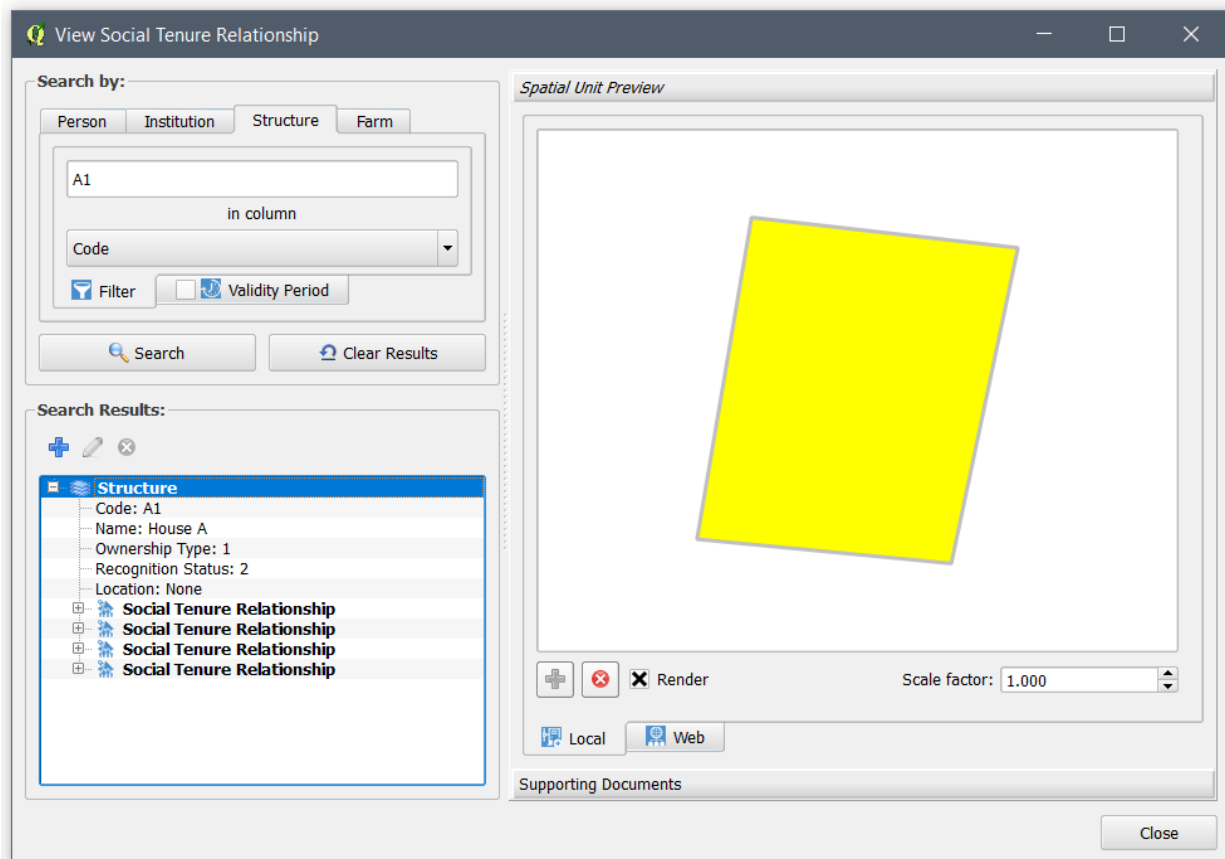 View Social Tenure Relationship
Search by:
Person Institution Structure Farm
A1
in column
Code
Filter Validity Period
Search Clear Results
Search Results:
Structure
Code: A1
Name: House A
Ownership Type: 1
Recognition Status: 2
Location: None
Social Tenure Relationship
Social Tenure Relationship
Social Tenure Relationship
Social Tenure Relationship
Spatial Unit Preview
Render Scale factor: 1.000
Local Web
Supporting Documents
Close